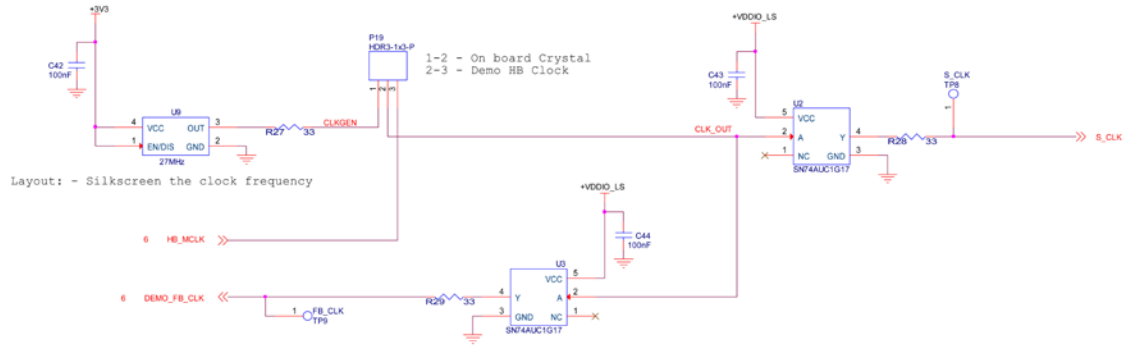 +3V3
C42
100nF
U9
4 VCC OUT 3
1 EN/DIS GND 2
27MHz
R27 33
CLKGEN
P19
HDR3-1x3-P
1 2 3
1-2 - On board Crystal
2-3 - Demo HB Clock
Layout: - Silkscreen the clock frequency
6 HB_MCLK
CLK_OUT
+VDDIO_LS
C43
100nF
U2
5 VCC
2 A Y 4
1 NC GND 3
SN74AUC1G17
R28 33
S_CLK
TP8
1
S_CLK
+VDDIO_LS
C44
100nF
U3
VCC 5
4 Y A 2
3 GND NC 1
SN74AUC1G17
R29 33
6 DEMO_FB_CLK
1 FB_CLK
TP9